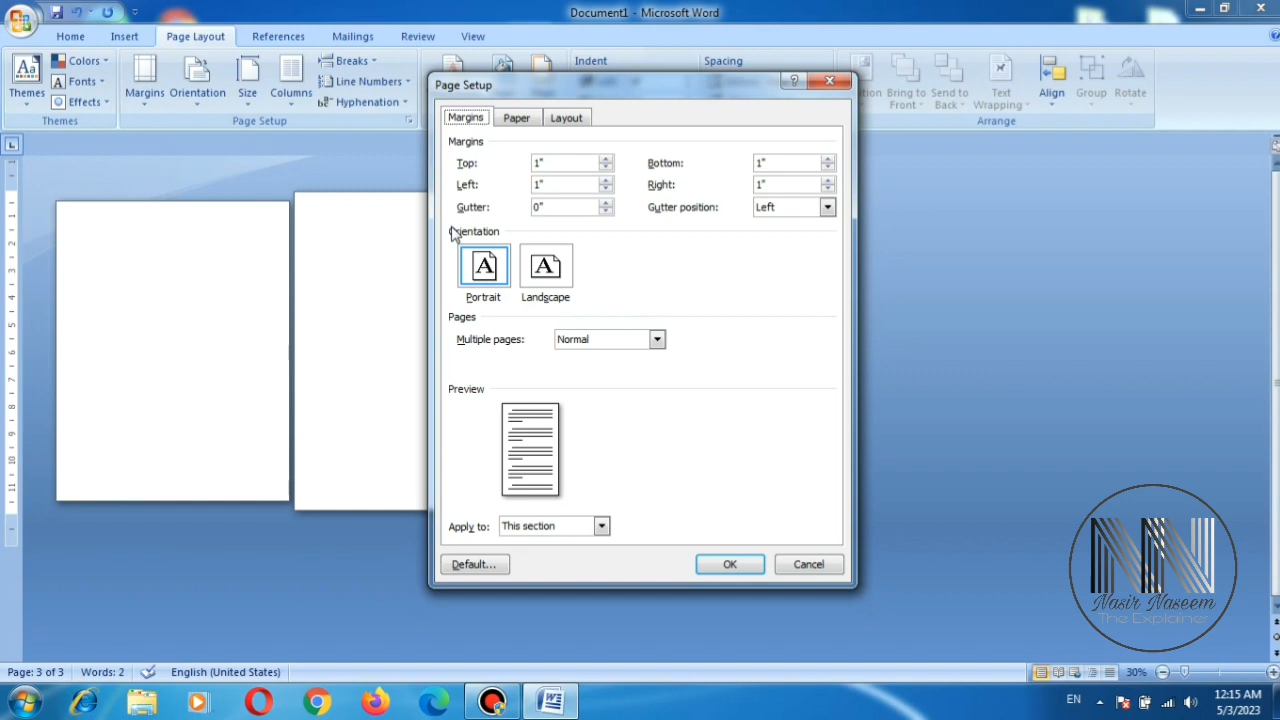 Document1 - Microsoft Word
Home Insert Page Layout References Mailings Review View
Themes Colors Fonts Effects Margins Orientation Size Columns Breaks Line Numbers Hyphenation Indent Spacing Bring to Front Send to Back Text Wrapping Align Group Rotate
Themes Page Setup Arrange
Page Setup
Margins Paper Layout
Margins
Top: 1" Bottom: 1"
Left: 1" Right: 1"
Gutter: 0" Gutter position: Left
Orientation
Portrait Landscape
Pages
Multiple pages: Normal
Preview
Apply to: This section
Default... OK Cancel
NN
Nasir Naseem
The Explainer
Page: 3 of 3 Words: 2 English (United States) 30%
EN 12:15 AM
5/3/2023